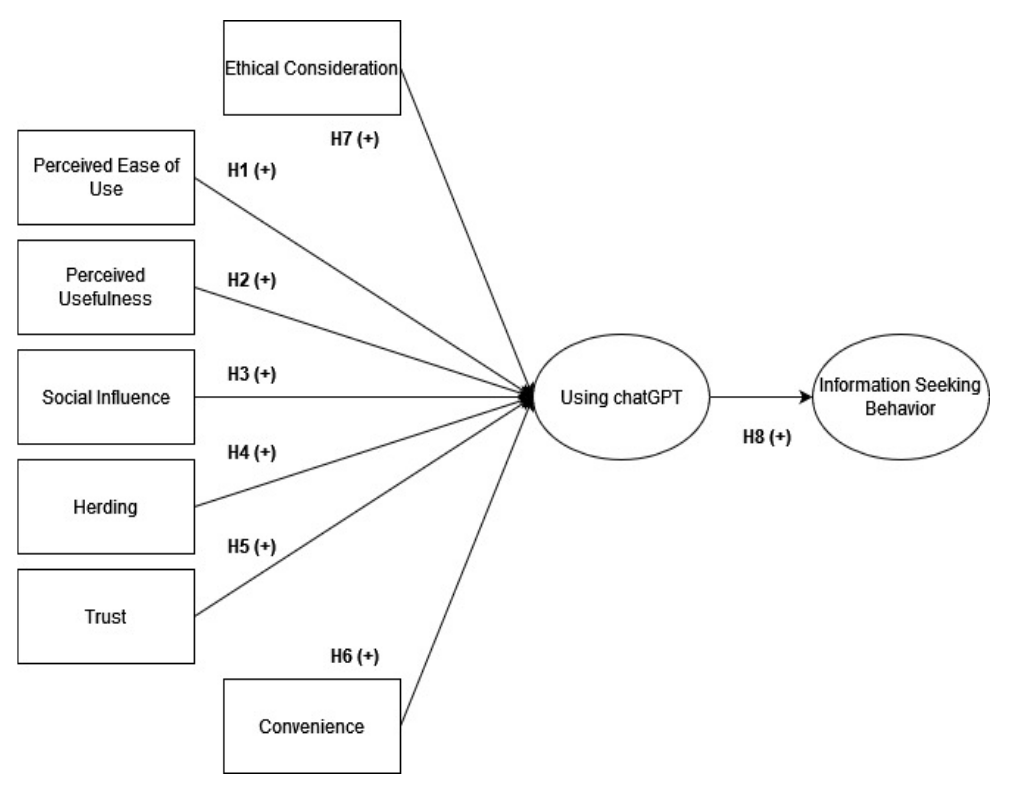 Ethical Consideration
H7 (+)
Perceived Ease of
Use
H1 (+)
Perceived
Usefulness
H2 (+)
Social Influence
H3 (+)
Herding
H4 (+)
Trust
H5 (+)
Convenience
H6 (+)
Using chatGPT
H8 (+)
Information Seeking
Behavior